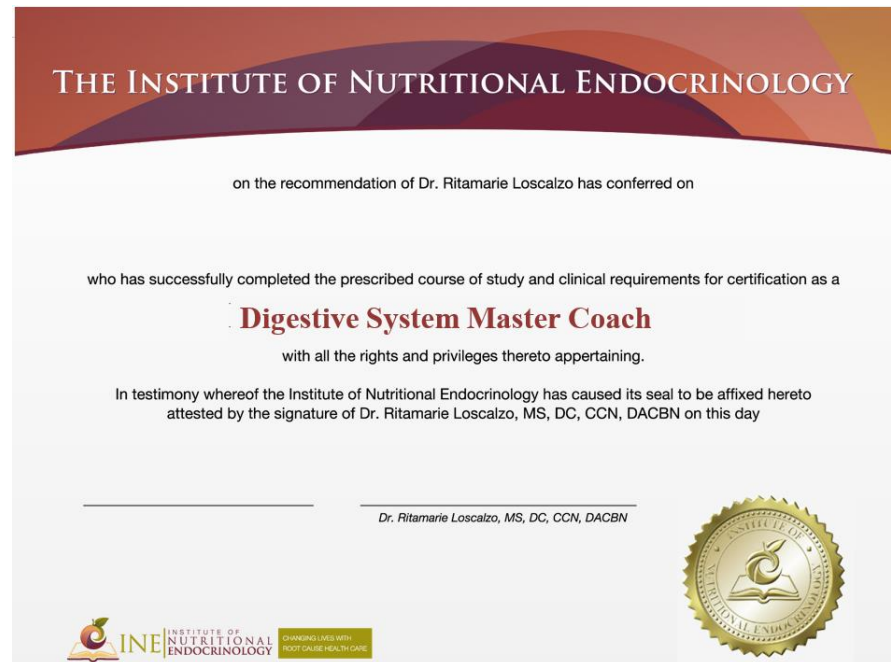 THE INSTITUTE OF NUTRITIONAL ENDOCRINOLOGY
on the recommendation of Dr. Ritamarie Loscalzo has conferred on
who has successfully completed the prescribed course of study and clinical requirements for certification as a
Digestive System Master Coach
with all the rights and privileges thereto appertaining.
In testimony whereof the Institute of Nutritional Endocrinology has caused its seal to be affixed hereto
attested by the signature of Dr. Ritamarie Loscalzo, MS, DC, CCN, DACBN on this day
Dr. Ritamarie Loscalzo, MS, DC, CCN, DACBN
INSTITUTE OF
NUTRITIONAL ENDOCRINOLOGY
INE
INSTITUTE OF
NUTRITIONAL
ENDOCRINOLOGY
CHANGING LIVES WITH
ROOT CAUSE HEALTH CARE